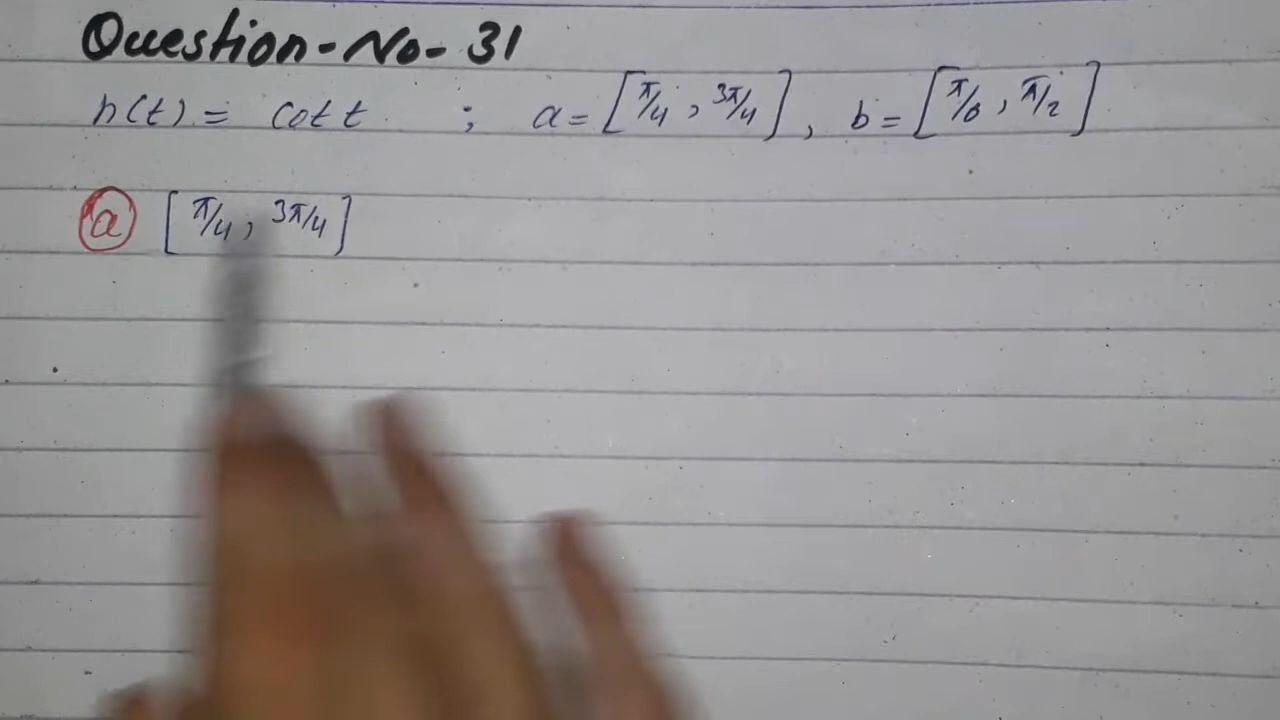 Question-No-31
h(t) = Cot t ; a = [π/4, 3π/4], b = [π/6, π/2]
a [π/4, 3π/4]